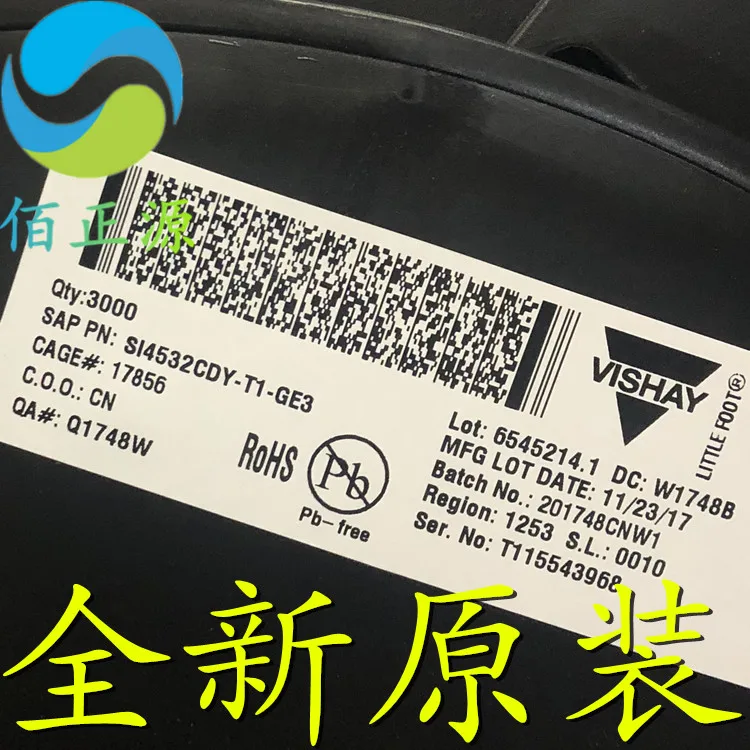 佰正源
Qty:3000
SAP PN: SI4532CDY-T1-GE3
CAGE#: 17856
C.O.O.: CN
QA#: Q1748W
RoHS
Pb
Pb-free
VISHAY
LITTLE FOOT®
Lot: 6545214.1 DC: W1748B
MFG LOT DATE: 11/23/17
Batch No.: 201748CNW1
Region: 1253 S.L.: 0010
Ser. No.: T115543968
全新原装